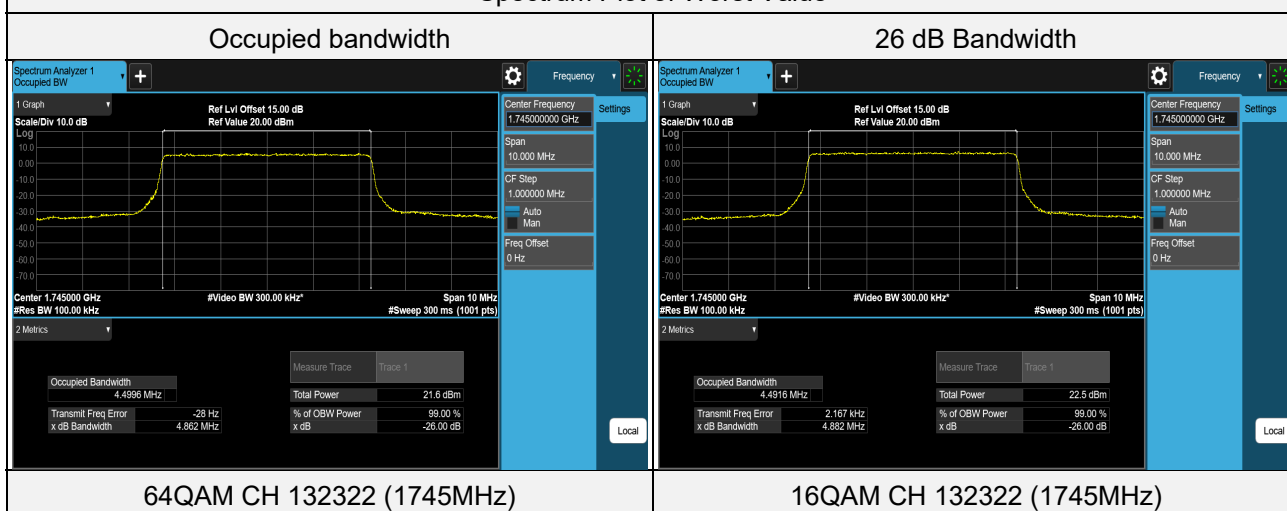 Occupied bandwidth
26 dB Bandwidth
Spectrum Analyzer 1
Occupied BW
+
Frequency
1 Graph
Scale/Div 10.0 dB
Ref Lvl Offset 15.00 dB
Ref Value 20.00 dBm
Log
10.0
0.00
-10.0
-20.0
-30.0
-40.0
-50.0
-60.0
-70.0
Center 1.745000 GHz
#Res BW 100.00 kHz
#Video BW 300.00 kHz*
Span 10 MHz
#Sweep 300 ms (1001 pts)
Center Frequency
1.745000000 GHz
Settings
Span
10.000 MHz
CF Step
1.000000 MHz
Auto
Man
Freq Offset
0 Hz
Local
2 Metrics
Measure Trace Trace 1
Occupied Bandwidth
4.4996 MHz
Total Power 21.6 dBm
Transmit Freq Error -28 Hz
% of OBW Power 99.00 %
x dB Bandwidth 4.862 MHz
x dB -26.00 dB
Spectrum Analyzer 1
Occupied BW
+
Frequency
1 Graph
Scale/Div 10.0 dB
Ref Lvl Offset 15.00 dB
Ref Value 20.00 dBm
Log
10.0
0.00
-10.0
-20.0
-30.0
-40.0
-50.0
-60.0
-70.0
Center 1.745000 GHz
#Res BW 100.00 kHz
#Video BW 300.00 kHz*
Span 10 MHz
#Sweep 300 ms (1001 pts)
Center Frequency
1.745000000 GHz
Settings
Span
10.000 MHz
CF Step
1.000000 MHz
Auto
Man
Freq Offset
0 Hz
Local
2 Metrics
Measure Trace Trace 1
Occupied Bandwidth
4.4916 MHz
Total Power 22.5 dBm
Transmit Freq Error 2.167 kHz
% of OBW Power 99.00 %
x dB Bandwidth 4.882 MHz
x dB -26.00 dB
64QAM CH 132322 (1745MHz)
16QAM CH 132322 (1745MHz)